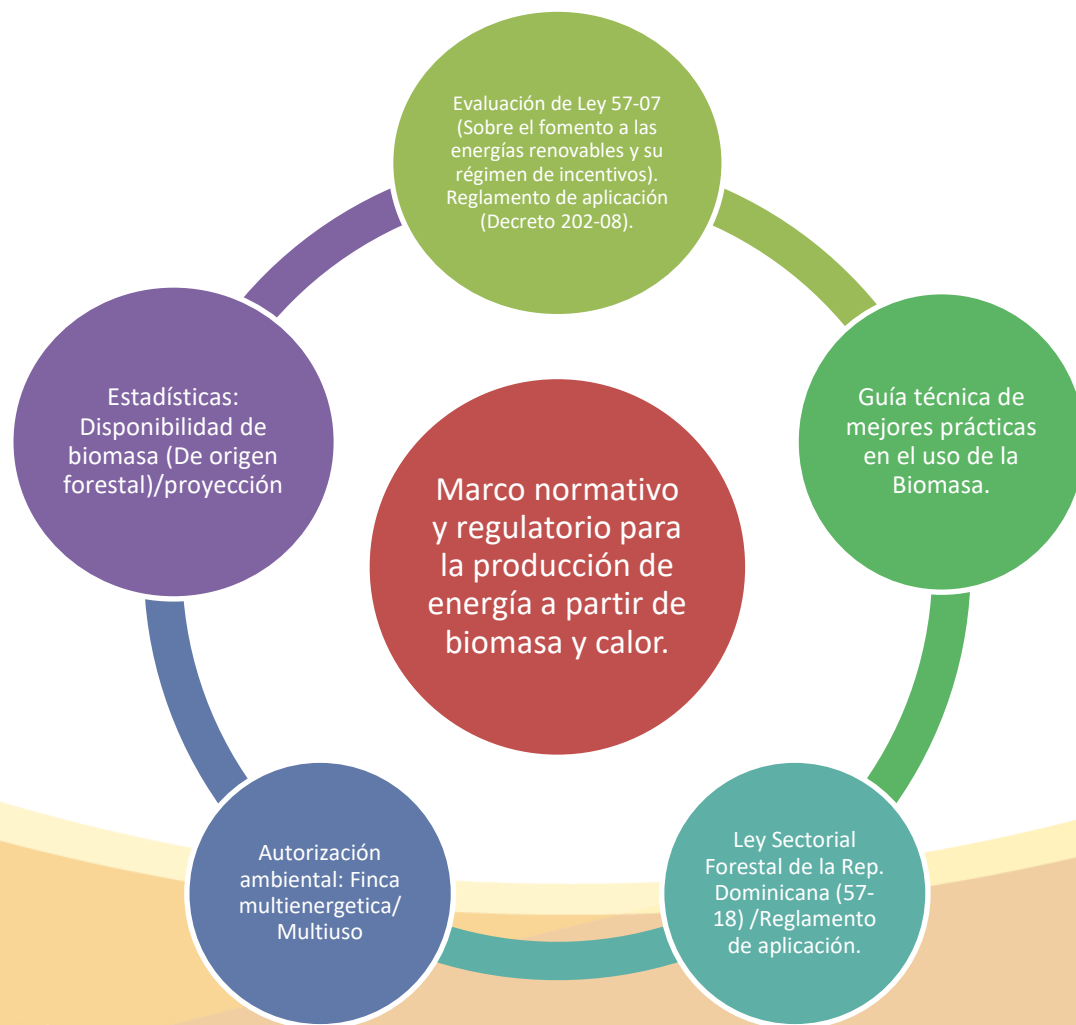 Evaluación de Ley 57-07
(Sobre el fomento a las
energías renovables y su
régimen de incentivos).
Reglamento de aplicación
(Decreto 202-08).
Guía técnica de
mejores prácticas
en el uso de la
Biomasa.
Ley Sectorial
Forestal de la Rep.
Dominicana (57-
18) /Reglamento
de aplicación.
Autorización
ambiental: Finca
multienergetica/
Multiuso
Estadísticas:
Disponibilidad de
biomasa (De origen
forestal)/proyección
Marco normativo
y regulatorio para
la producción de
energía a partir de
biomasa y calor.